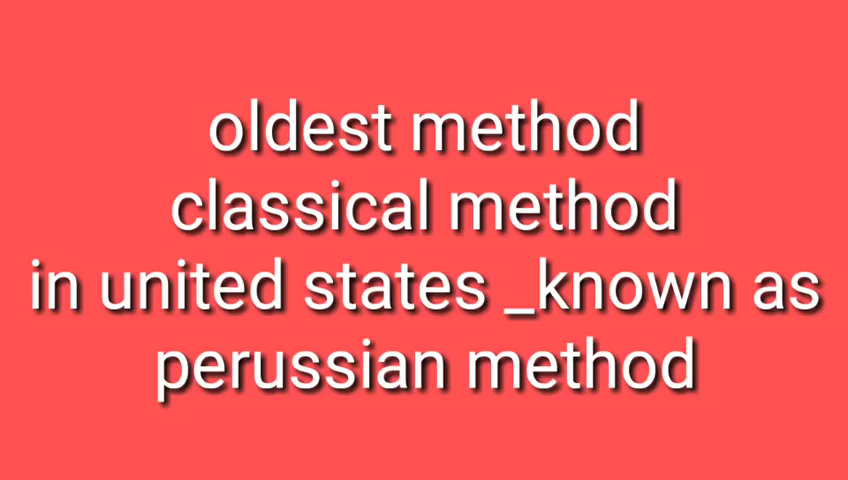 oldest method
classical method
in united states _known as
perussian method